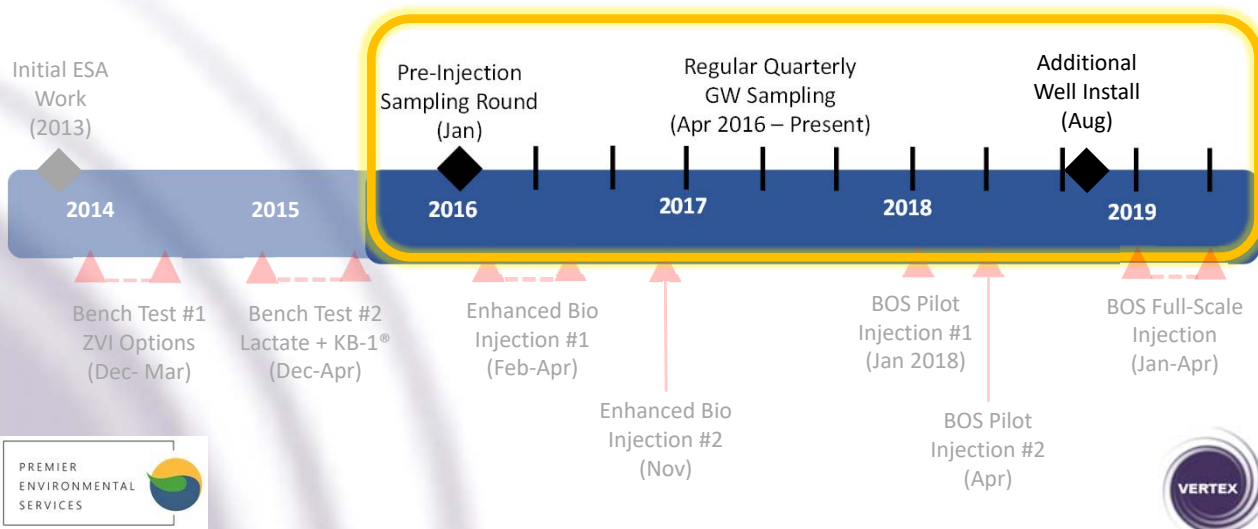 Initial ESA
Work
(2013)
Pre-Injection
Sampling Round
(Jan)
Regular Quarterly
GW Sampling
(Apr 2016 – Present)
Additional
Well Install
(Aug)
2014
2015
2016
2017
2018
2019
Bench Test #1
ZVI Options
(Dec- Mar)
Bench Test #2
Lactate + KB-1®
(Dec-Apr)
Enhanced Bio
Injection #1
(Feb-Apr)
Enhanced Bio
Injection #2
(Nov)
BOS Pilot
Injection #1
(Jan 2018)
BOS Pilot
Injection #2
(Apr)
BOS Full-Scale
Injection
(Jan-Apr)
PREMIER
ENVIRONMENTAL
SERVICES
VERTEX